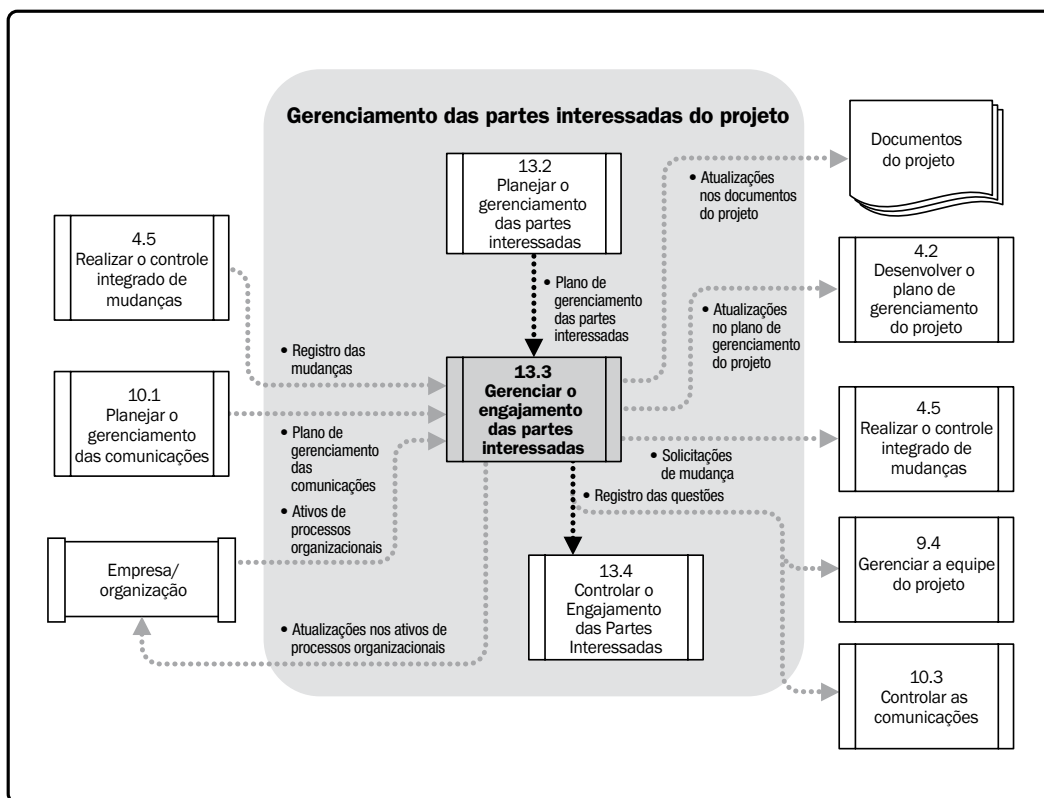 Gerenciamento das partes interessadas do projeto
13.2
Planejar o
gerenciamento
das partes
interessadas
Documentos
do projeto
• Atualizações
nos documentos
do projeto
4.5
Realizar o controle
integrado de
mudanças
4.2
Desenvolver o
plano de
gerenciamento
do projeto
• Plano de
gerenciamento
das partes
interessadas
• Atualizações
no plano de
gerenciamento
do projeto
• Registro das
mudanças
13.3
Gerenciar o
engajamento
das partes
interessadas
10.1
Planejar o
gerenciamento
das comunicações
4.5
Realizar o controle
integrado de
mudanças
• Plano de
gerenciamento
das
comunicações
• Solicitações
de mudança
• Registro das questões
• Ativos de
processos
organizacionais
Empresa/
organização
13.4
Controlar o
Engajamento
das Partes
Interessadas
9.4
Gerenciar a equipe
do projeto
• Atualizações nos ativos de
processos organizacionais
10.3
Controlar as
comunicações